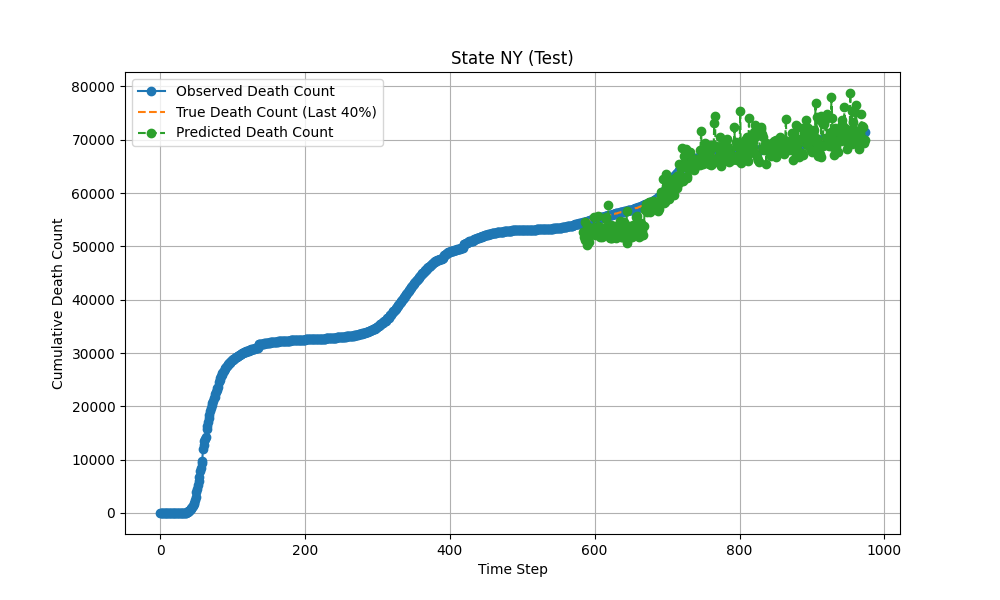 State NY (Test)
Observed Death Count
True Death Count (Last 40%)
Predicted Death Count
Cumulative Death Count
80000
70000
60000
50000
40000
30000
20000
10000
0
0 200 400 600 800 1000
Time Step